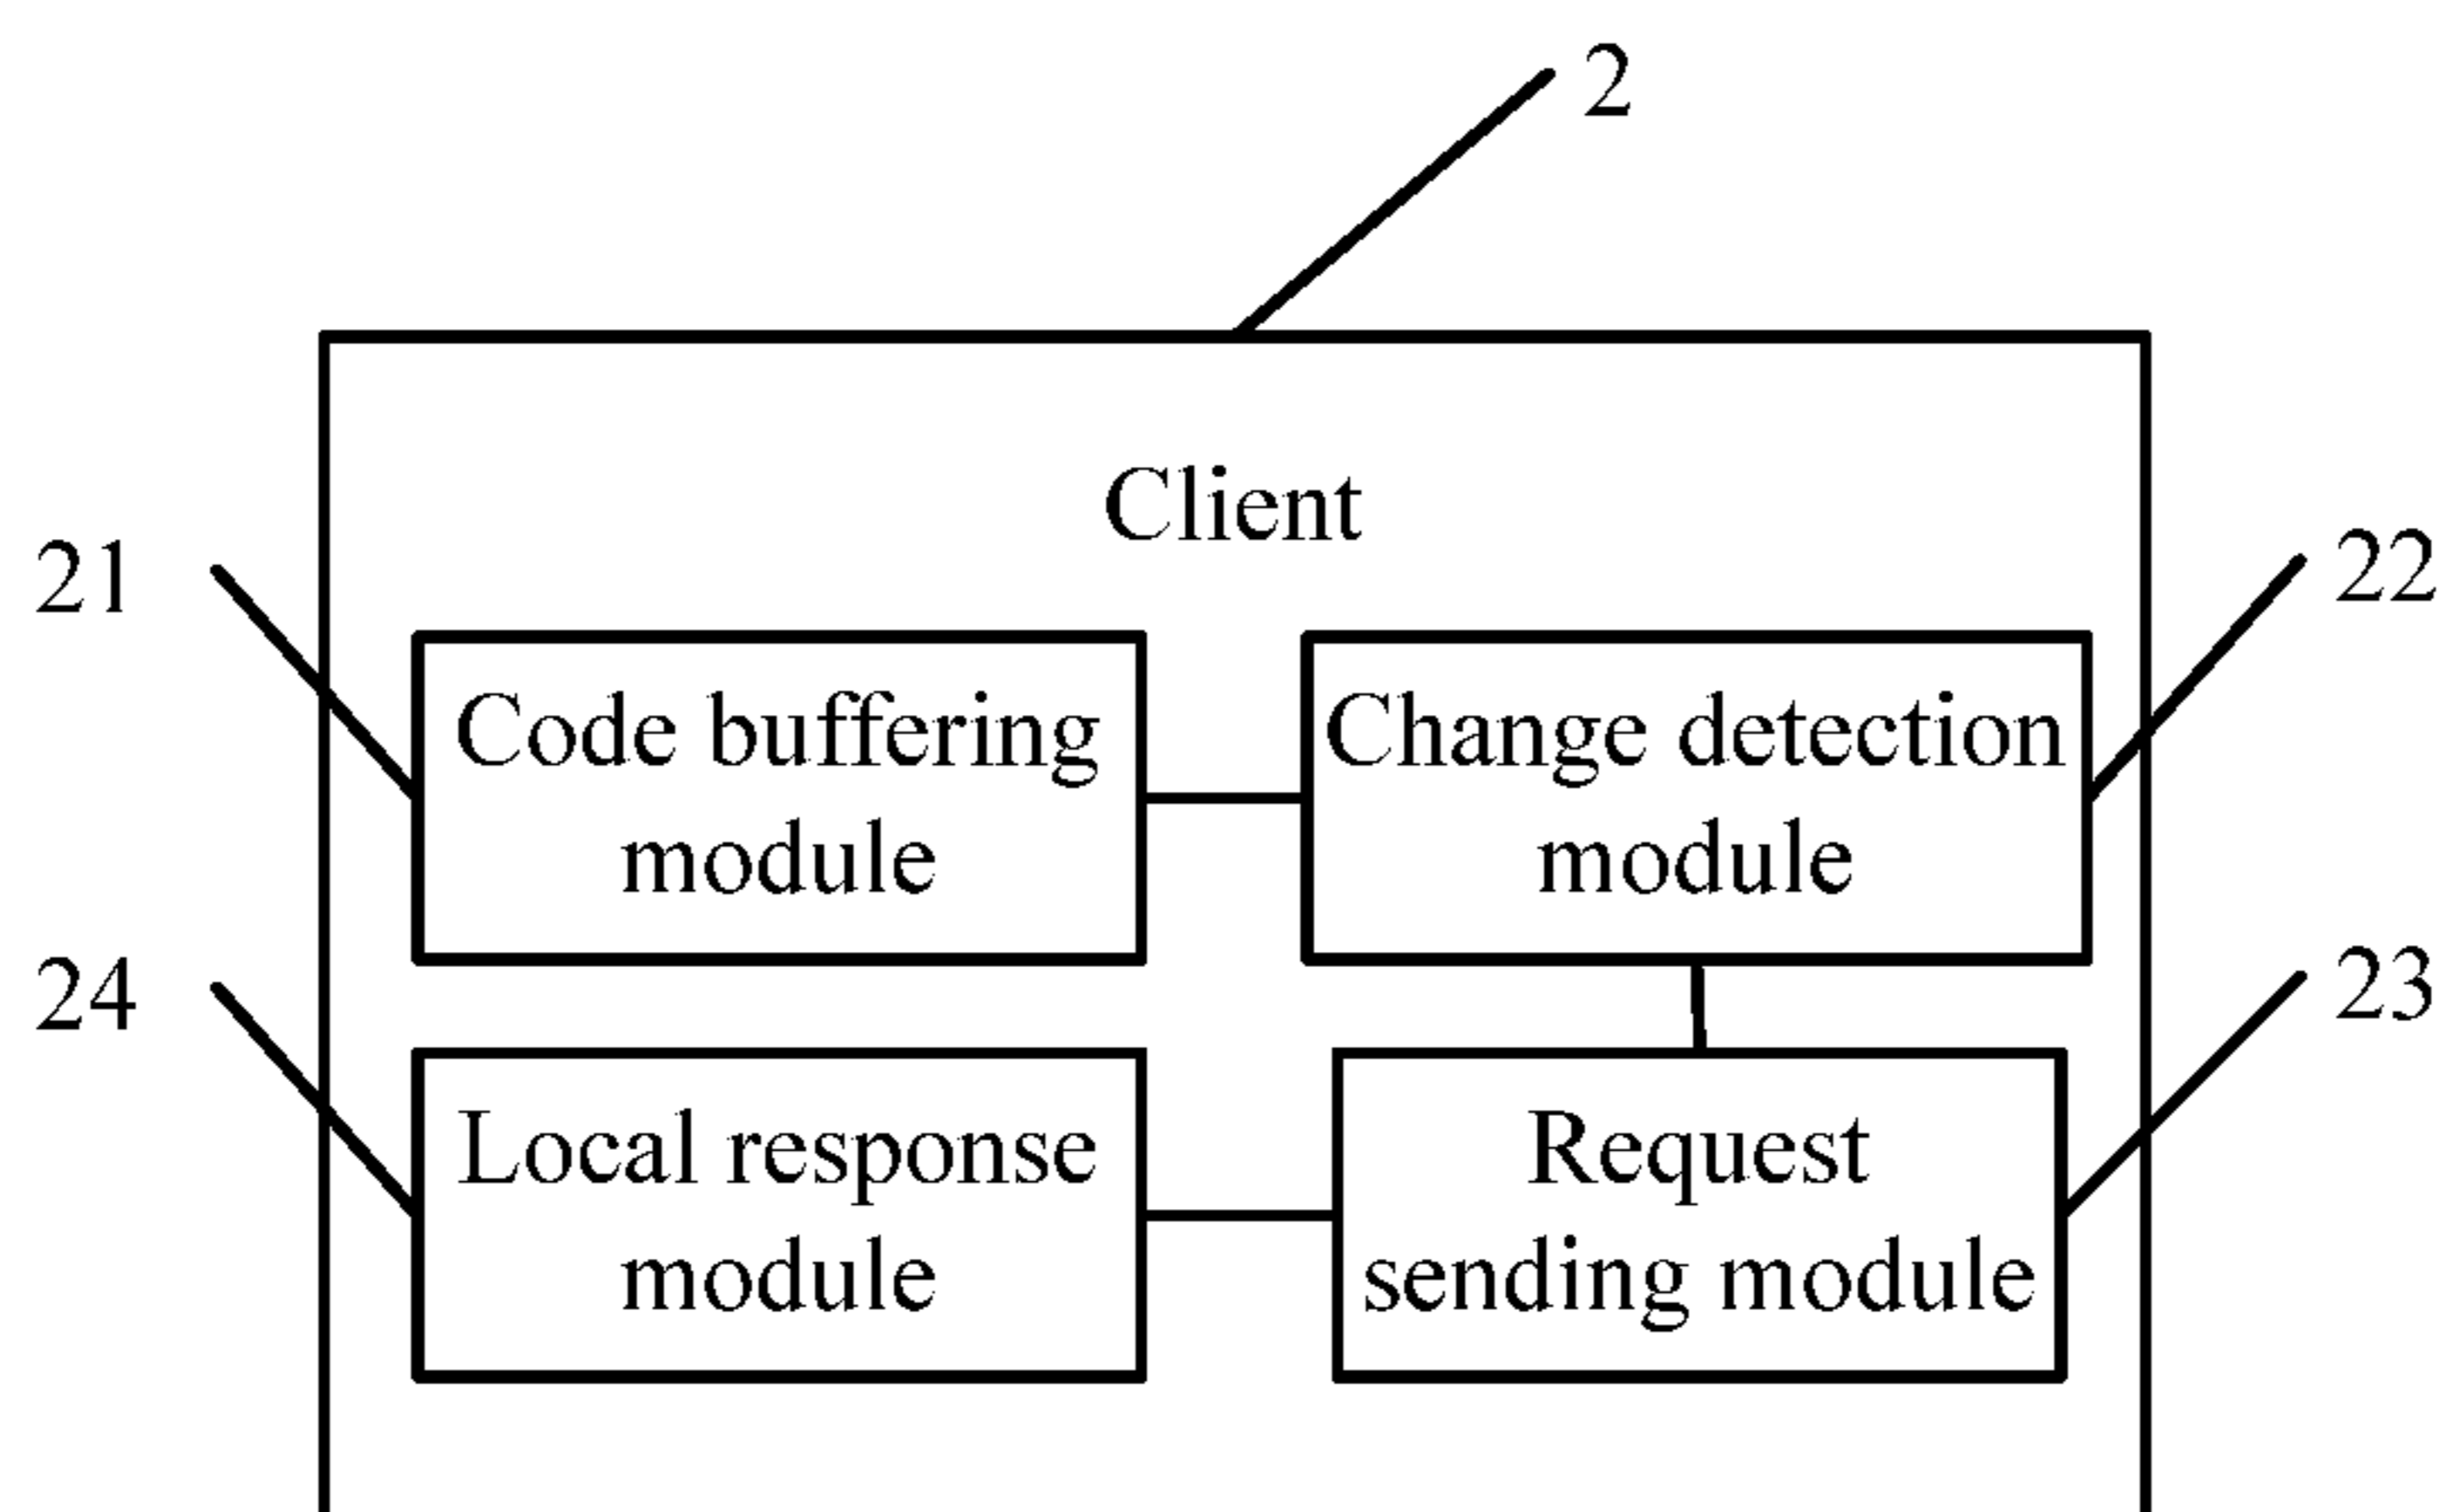 2
Client
21
22
Code buffering
module
Change detection
module
24
23
Local response
module
Request
sending module